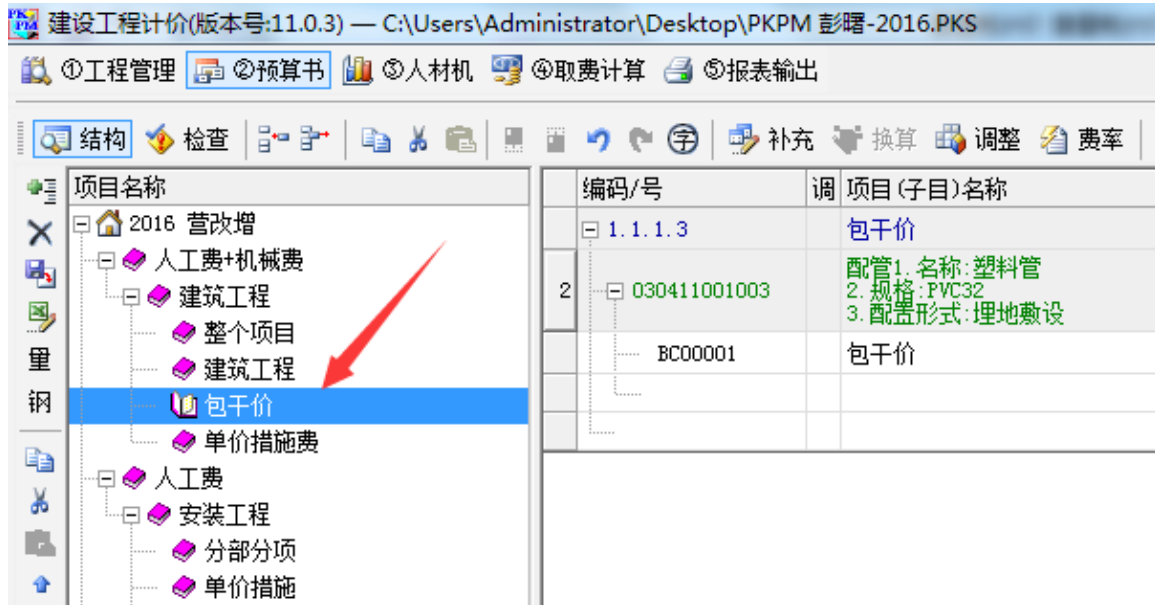 建设工程计价(版本号:11.0.3) — C:\Users\Administrator\Desktop\PKPM 彭曙-2016.PKS
①工程管理 ②预算书 ③人材机 ④取费计算 ⑤报表输出
结构 检查 字 补充 换算 调整 费率
项目名称
2016 营改增
人工费+机械费
建筑工程
整个项目
建筑工程
包干价
单价措施费
人工费
安装工程
分部分项
单价措施
量
钢
编码/号 调 项目(子目)名称
1.1.1.3 包干价
2 030411001003 配管1.名称:塑料管
2.规格:PVC32
3.配置形式:埋地敷设
BC00001 包干价